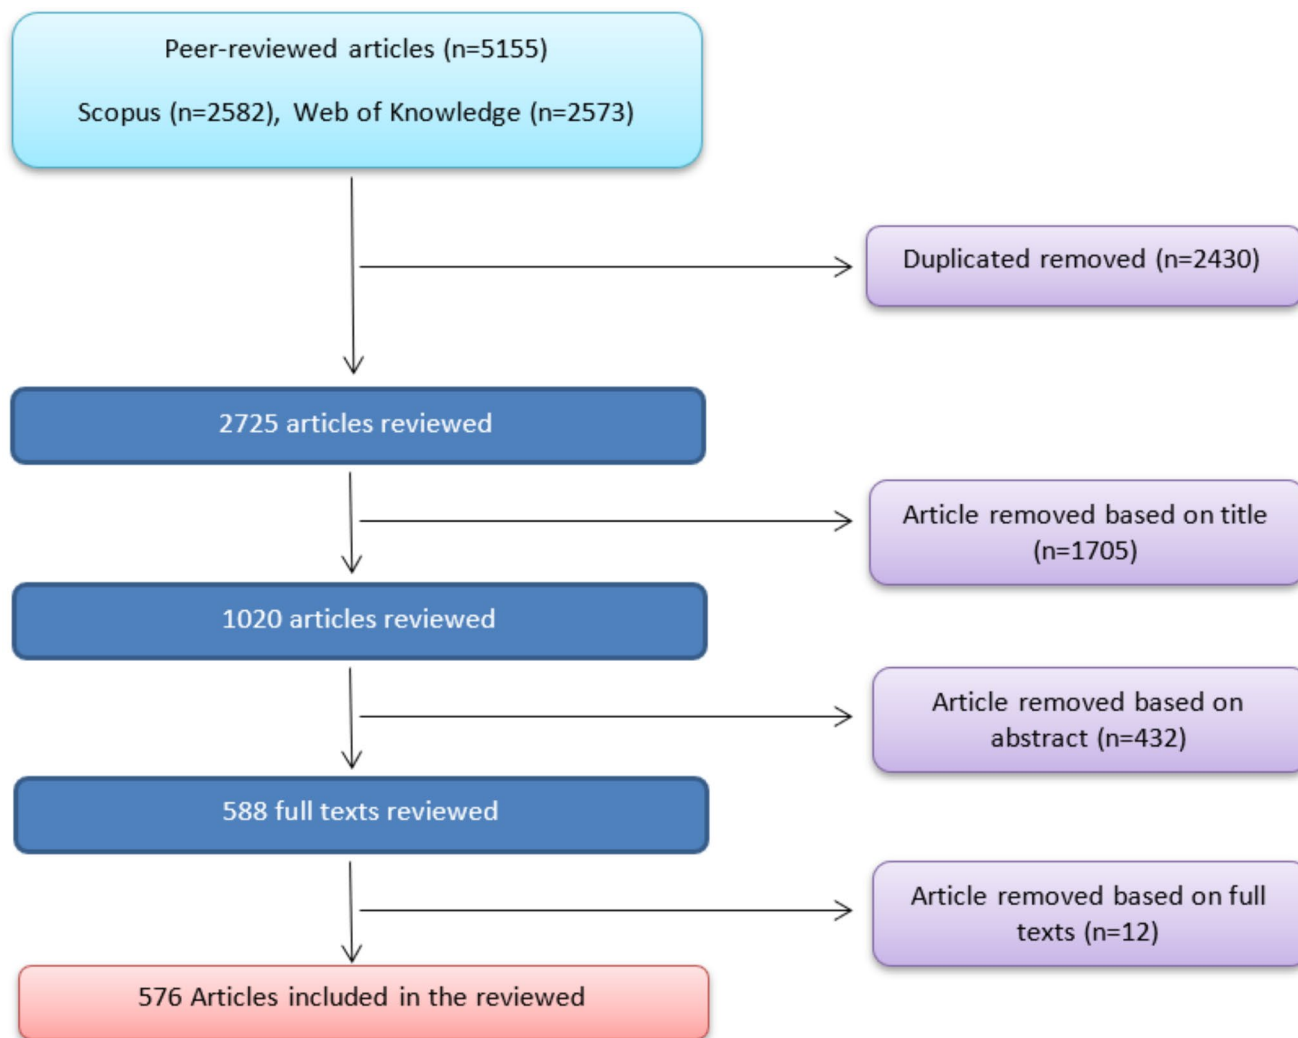 Peer-reviewed articles (n=5155)
Scopus (n=2582), Web of Knowledge (n=2573)
Duplicated removed (n=2430)
2725 articles reviewed
Article removed based on title
(n=1705)
1020 articles reviewed
Article removed based on
abstract (n=432)
588 full texts reviewed
Article removed based on full
texts (n=12)
576 Articles included in the reviewed